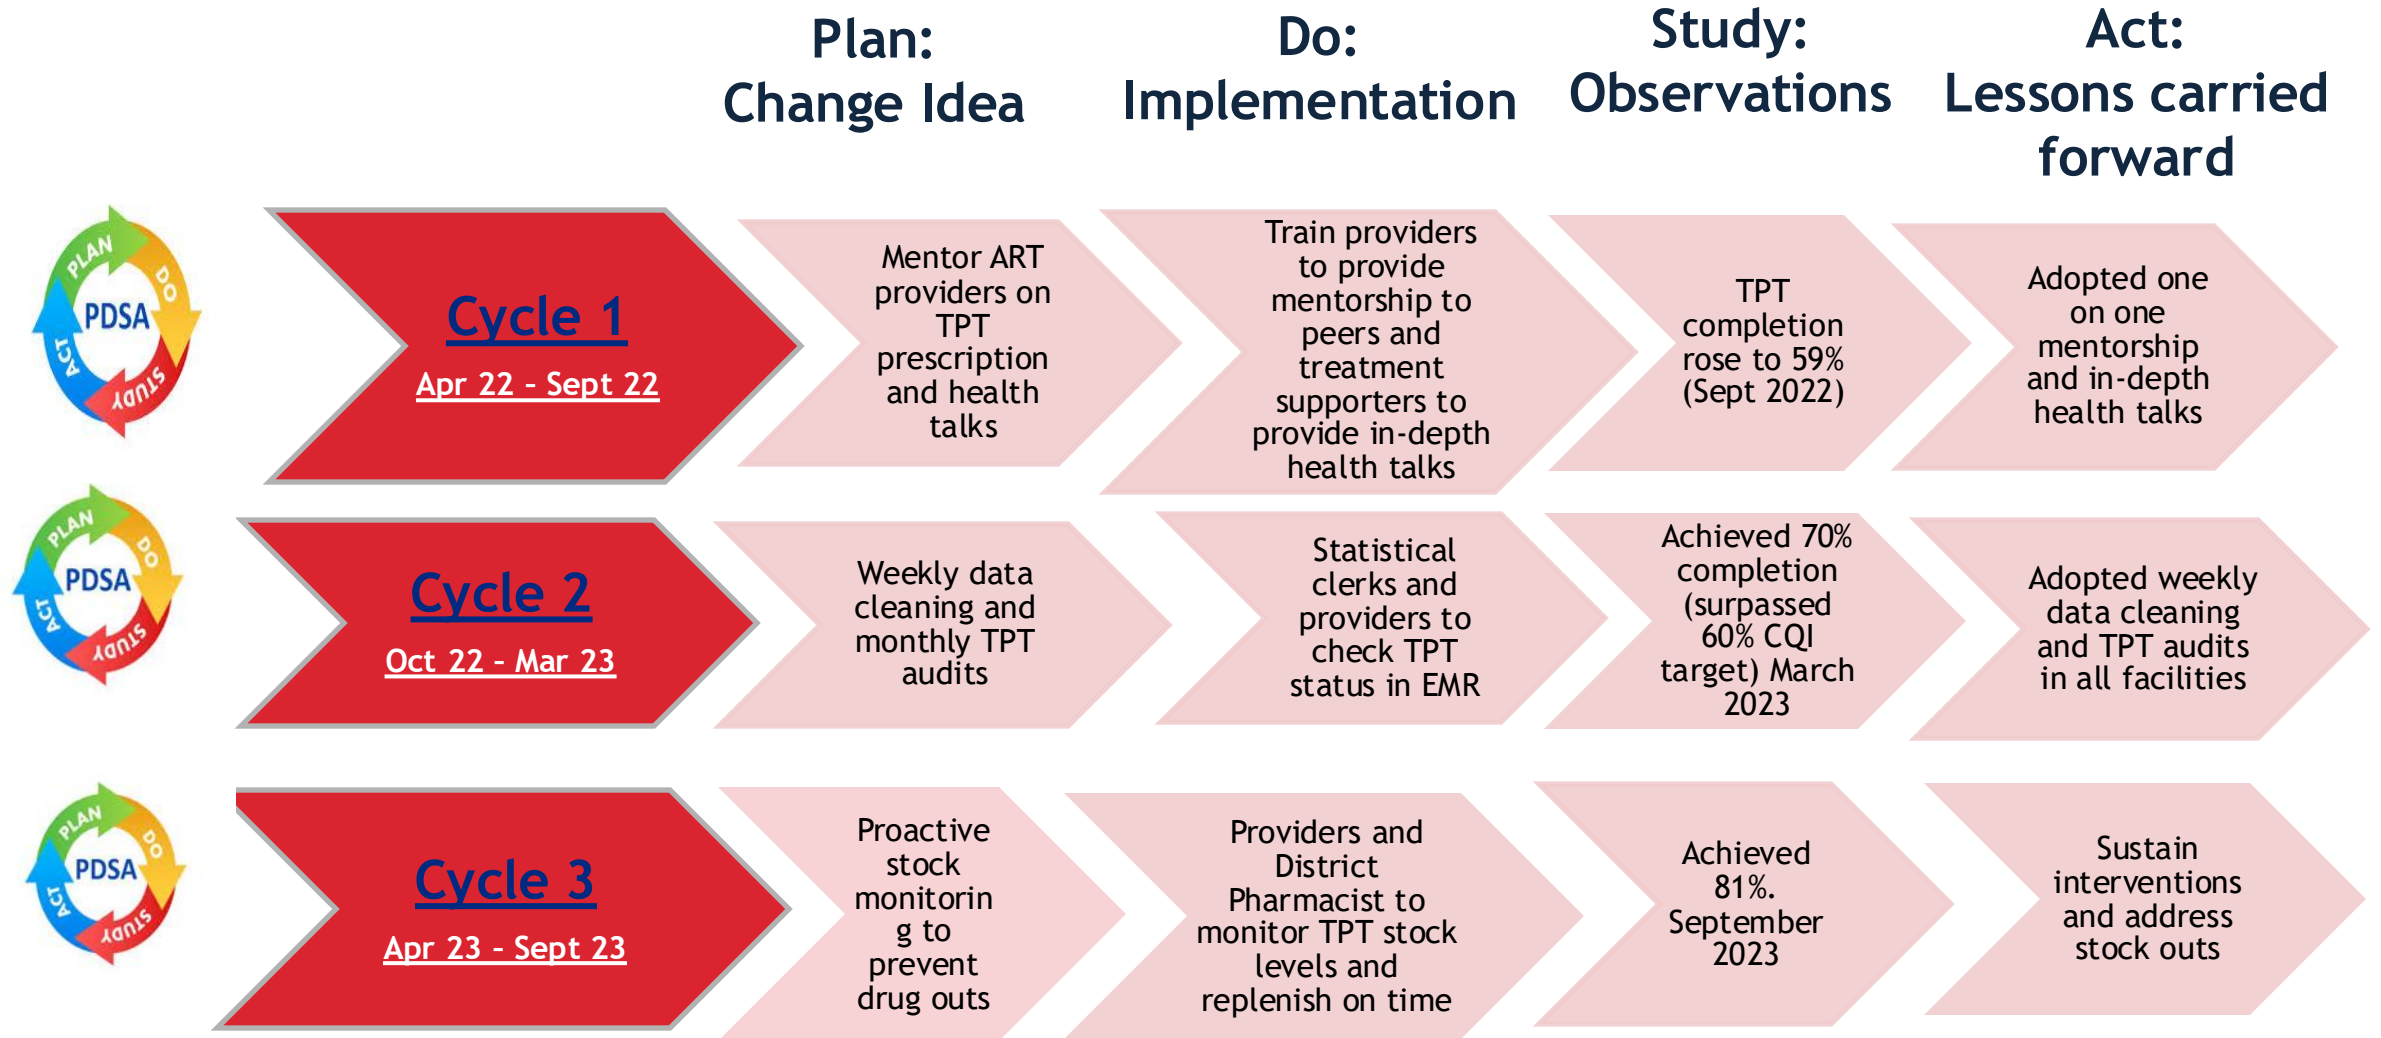 Plan:
Change Idea
Do:
Implementation
Study:
Observations
Act:
Lessons carried
forward
PLAN
DO
STUDY
ACT
PDSA
Cycle 1
Apr 22 – Sept 22
Mentor ART
providers on
TPT
prescription
and health
talks
Train providers
to provide
mentorship to
peers and
treatment
supporters to
provide in-depth
health talks
TPT
completion
rose to 59%
(Sept 2022)
Adopted one
on one
mentorship
and in-depth
health talks
PLAN
DO
STUDY
ACT
PDSA
Cycle 2
Oct 22 – Mar 23
Weekly data
cleaning and
monthly TPT
audits
Statistical
clerks and
providers to
check TPT
status in EMR
Achieved 70%
completion
(surpassed
60% CQI
target) March
2023
Adopted weekly
data cleaning
and TPT audits
in all facilities
PLAN
DO
STUDY
ACT
PDSA
Cycle 3
Apr 23 – Sept 23
Proactive
stock
monitorin
g to
prevent
drug outs
Providers and
District
Pharmacist to
monitor TPT stock
levels and
replenish on time
Achieved
81%.
September
2023
Sustain
interventions
and address
stock outs